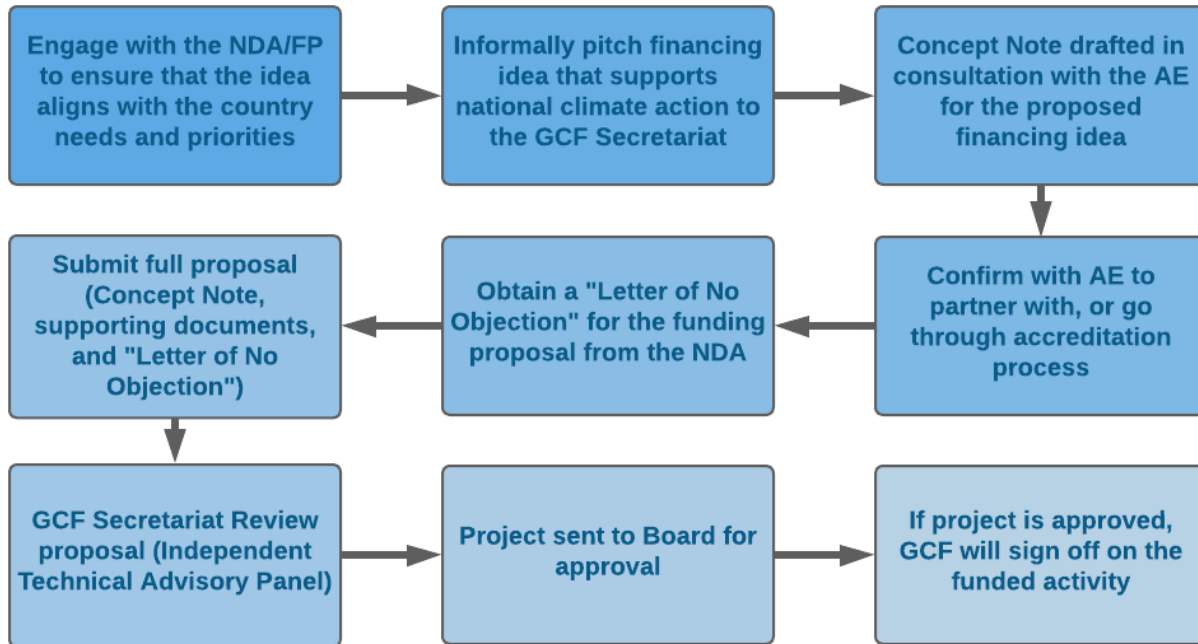 Engage with the NDA/FP
to ensure that the idea
aligns with the country
needs and priorities
Informally pitch financing
idea that supports
national climate action to
the GCF Secretariat
Concept Note drafted in
consultation with the AE
for the proposed
financing idea
Confirm with AE to
partner with, or go
through accreditation
process
Obtain a "Letter of No
Objection" for the funding
proposal from the NDA
Submit full proposal
(Concept Note,
supporting documents,
and "Letter of No
Objection")
GCF Secretariat Review
proposal (Independent
Technical Advisory Panel)
Project sent to Board for
approval
If project is approved,
GCF will sign off on the
funded activity